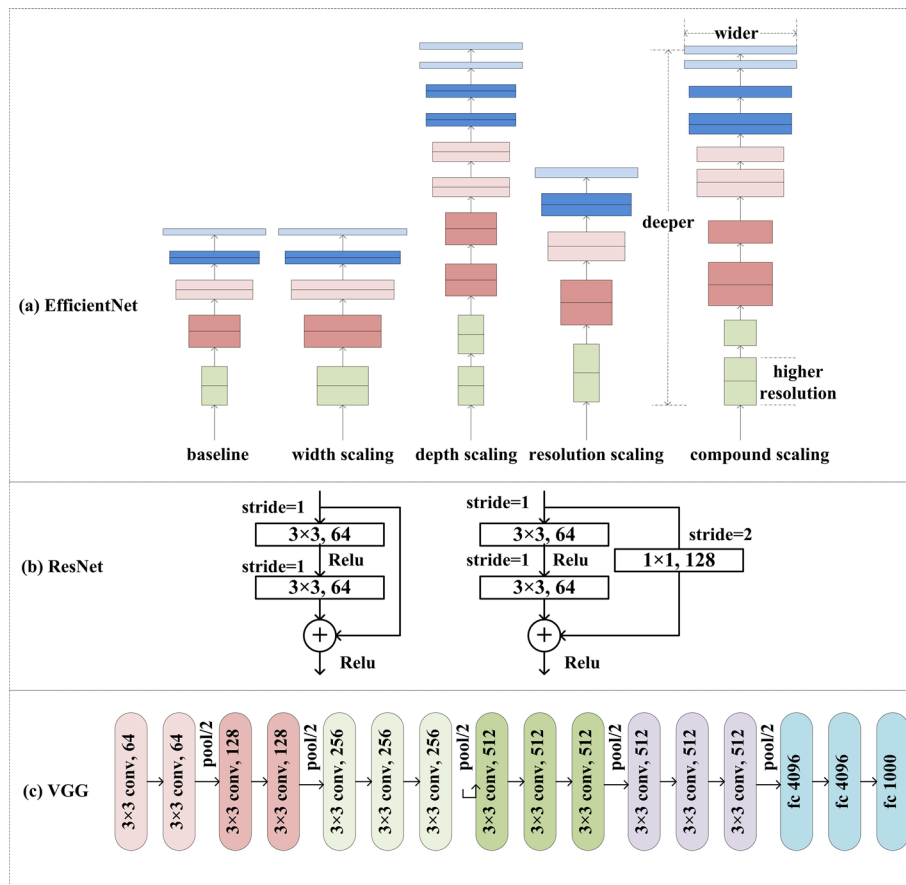 wider
deeper
(a) EfficientNet
higher
resolution
baseline
width scaling
depth scaling
resolution scaling
compound scaling
(b) ResNet
stride=1
3×3, 64
Relu
stride=1
3×3, 64
Relu
stride=1
3×3, 64
Relu
stride=1
3×3, 64
Relu
stride=2
1×1, 128
(c) VGG
3×3 conv, 64
3×3 conv, 64
pool/2
3×3 conv, 128
3×3 conv, 128
pool/2
3×3 conv, 256
3×3 conv, 256
3×3 conv, 256
pool/2
3×3 conv, 512
3×3 conv, 512
3×3 conv, 512
pool/2
3×3 conv, 512
3×3 conv, 512
3×3 conv, 512
pool/2
fc 4096
fc 4096
fc 1000